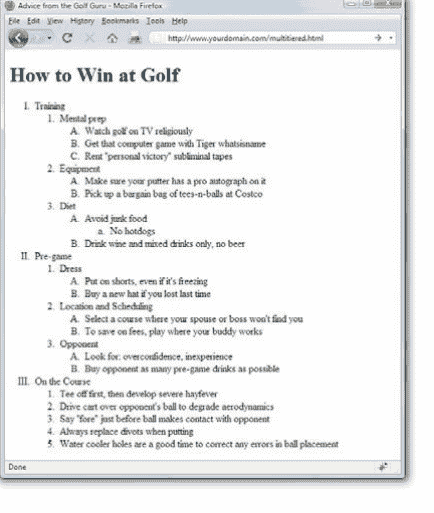 Advice from the Golf Guru - Mozilla Firefox
File Edit View History Bookmarks Tools Help
http://www.yourdomain.com/multitiered.html
How to Win at Golf
I. Training
1. Mental prep
A. Watch golf on TV religiously
B. Get that computer game with Tiger whatsisname
C. Rent "personal victory" subliminal tapes
2. Equipment
A. Make sure your putter has a pro autograph on it
B. Pick up a bargain bag of tees-n-balls at Costco
3. Diet
A. Avoid junk food
a. No hotdogs
B. Drink wine and mixed drinks only, no beer
II. Pre-game
1. Dress
A. Put on shorts, even if it's freezing
B. Buy a new hat if you lost last time
2. Location and Scheduling
A. Select a course where your spouse or boss won't find you
B. To save on fees, play where your buddy works
3. Opponent
A. Look for: overconfidence, inexperience
B. Buy opponent as many pre-game drinks as possible
III. On the Course
1. Tee off first, then develop severe hayfever
2. Drive cart over opponent's ball to degrade aerodynamics
3. Say "fore" just before ball makes contact with opponent
4. Always replace divots when putting
5. Water cooler holes are a good time to correct any errors in ball placement
Done